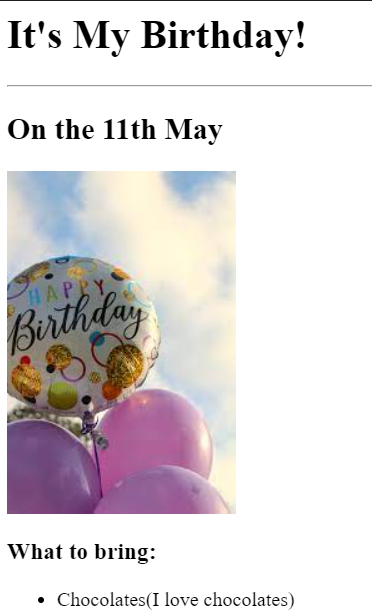 It's My Birthday!
On the 11th May
HAPPY
Birthday
What to bring:
Chocolates(I love chocolates)